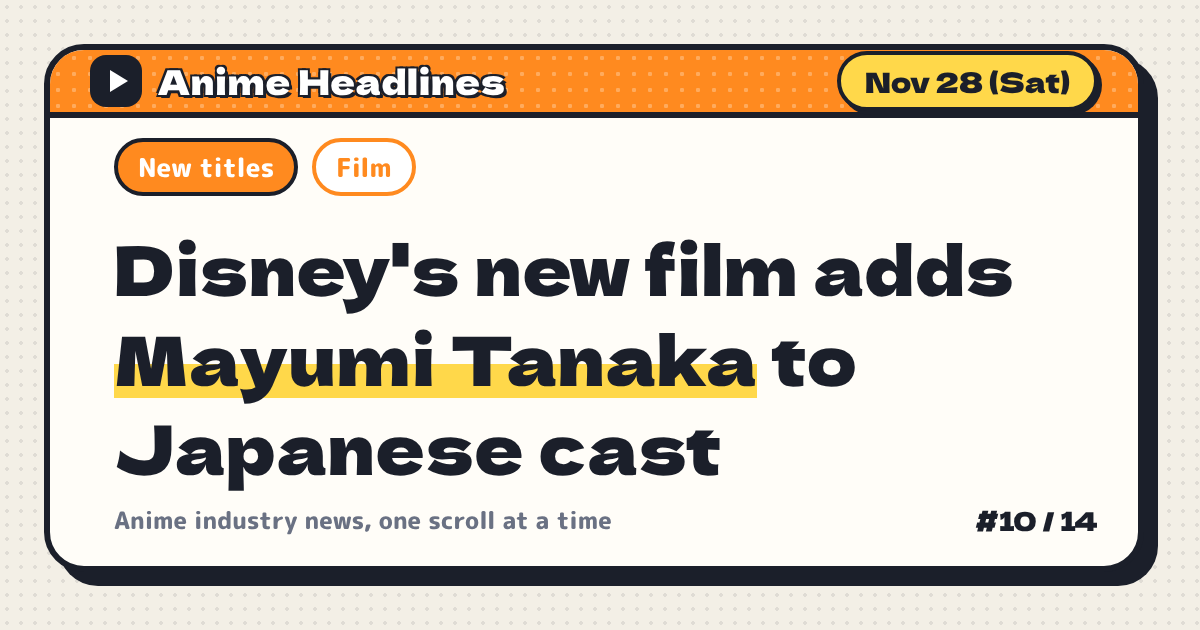 Anime Headlines
Nov 28 (Sat)
New titles
Film
Disney's new film adds
Mayumi Tanaka to
Japanese cast
Anime industry news, one scroll at a time
#10 / 14